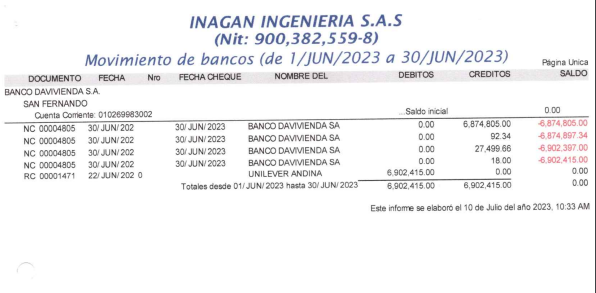 INAGAN INGENIERIA S.A.S
(Nit: 900,382,559-8)
Movimiento de bancos (de 1/JUN/2023 a 30/JUN/2023)
Página Unica
DOCUMENTO FECHA Nro FECHA CHEQUE NOMBRE DEL DEBITOS CREDITOS SALDO
BANCO DAVIVIENDA S.A.
SAN FERNANDO
Cuenta Corriente: 010269983002 ...Saldo inicial 0.00
NC 00004805 30/JUN/202 30/JUN/2023 BANCO DAVIVIENDA SA 0.00 6,874,805.00 -6,874,805.00
NC 00004805 30/JUN/202 30/JUN/2023 BANCO DAVIVIENDA SA 0.00 92.34 -6,874,897.34
NC 00004805 30/JUN/202 30/JUN/2023 BANCO DAVIVIENDA SA 0.00 27,499.66 -6,902,397.00
NC 00004805 30/JUN/202 30/JUN/2023 BANCO DAVIVIENDA SA 0.00 18.00 -6,902,415.00
RC 00001471 22/JUN/202 0 UNILEVER ANDINA 6,902,415.00 0.00 0.00
Totales desde 01/JUN/2023 hasta 30/JUN/2023 6,902,415.00 6,902,415.00 0.00
Este informe se elaboró el 10 de Julio del año 2023, 10:33 AM